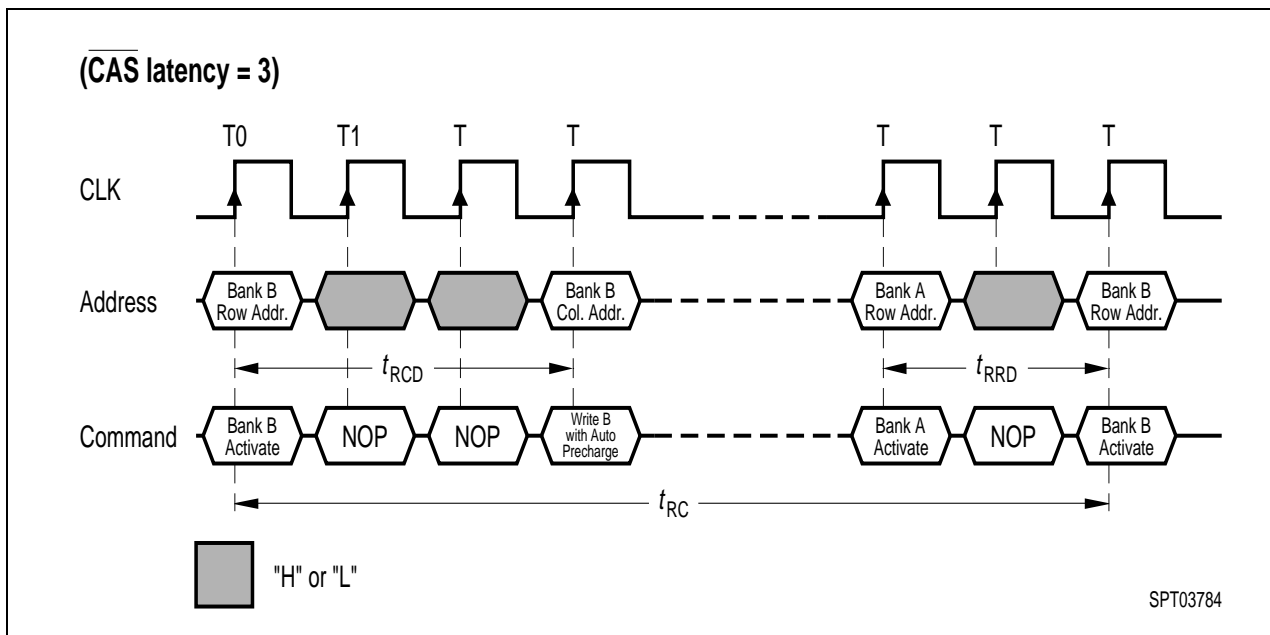 (CAS latency = 3)
T0 T1 T T T T T
CLK
Address
Bank B
Row Addr.
Bank B
Col. Addr.
Bank A
Row Addr.
Bank B
Row Addr.
tRCD
tRRD
Command
Bank B
Activate
NOP
NOP
Write B
with Auto
Precharge
Bank A
Activate
NOP
Bank B
Activate
tRC
"H" or "L"
SPT03784